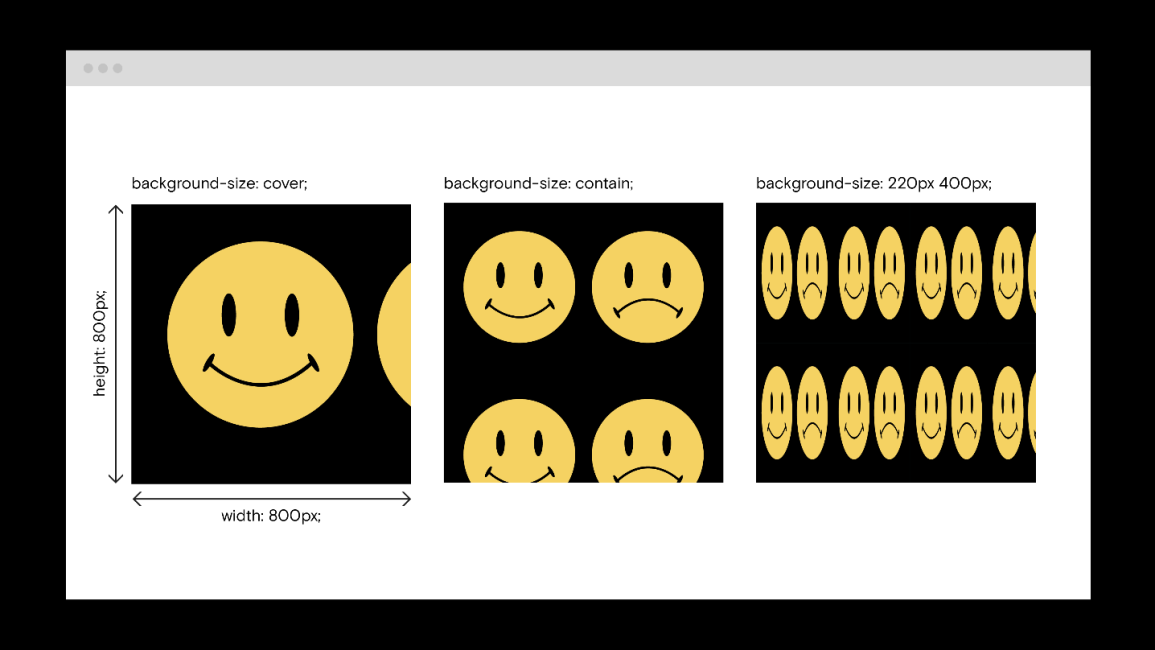 background-size: cover;
background-size: contain;
background-size: 220px 400px;
height: 800px;
width: 800px;